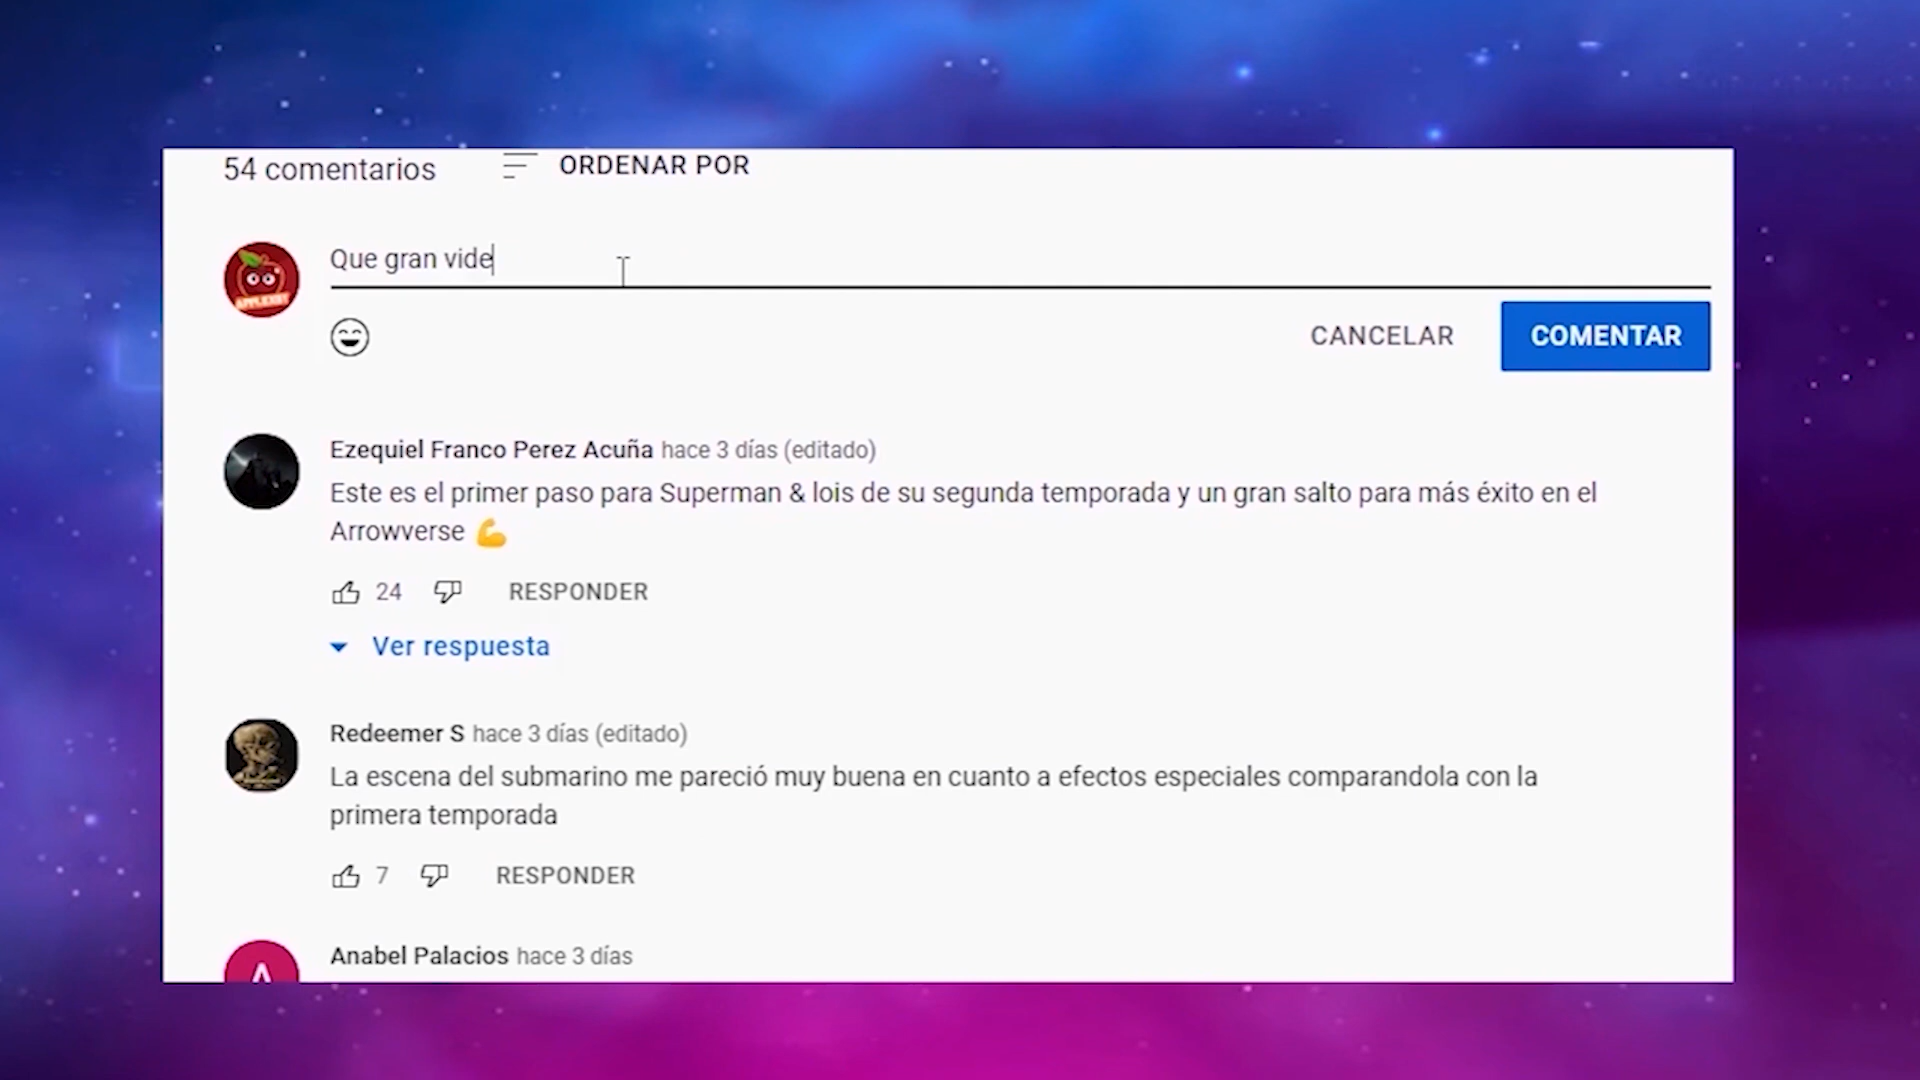 54 comentarios
ORDENAR POR
Que gran vide
CANCELAR
COMENTAR
Ezequiel Franco Perez Acuña hace 3 días (editado)
Este es el primer paso para Superman & lois de su segunda temporada y un gran salto para más éxito en el
Arrowverse
24
RESPONDER
Ver respuesta
Redeemer S hace 3 días (editado)
La escena del submarino me pareció muy buena en cuanto a efectos especiales comparandola con la
primera temporada
7
RESPONDER
Anabel Palacios hace 3 días
A